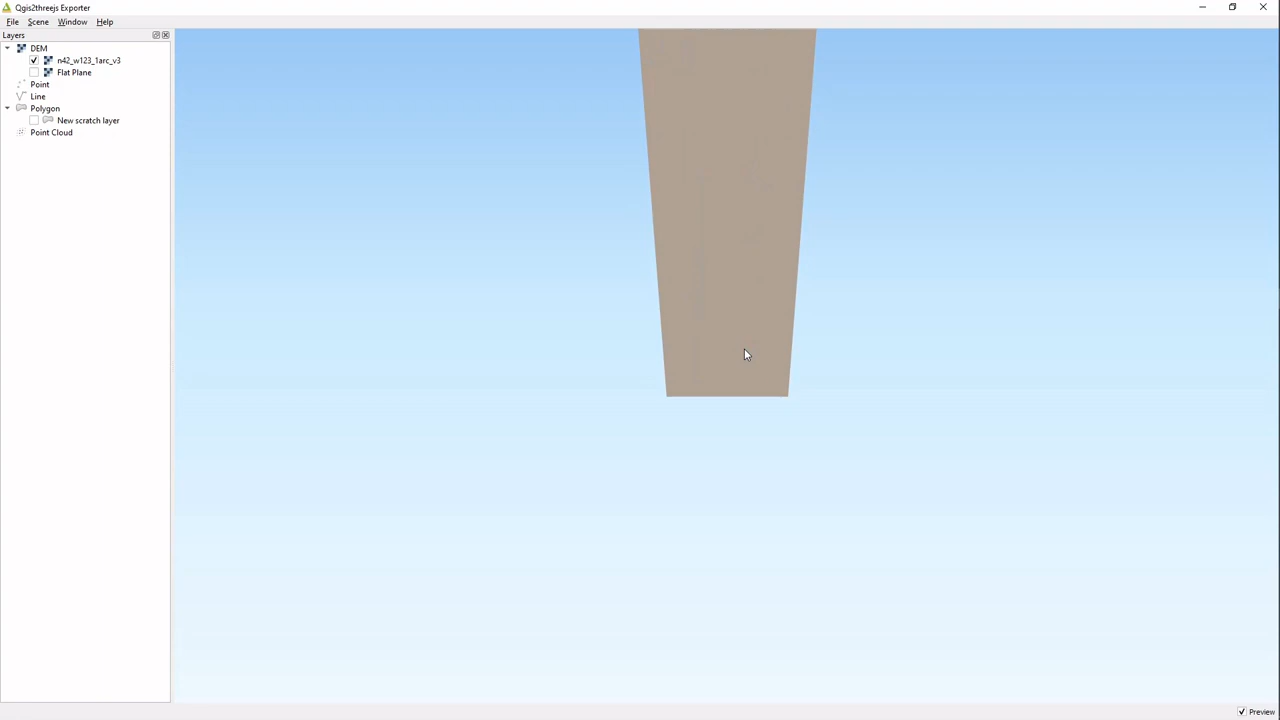 Qgis2threejs Exporter
File Scene Window Help
Layers
DEM
n42_w123_1arc_v3
Flat Plane
Point
Line
Polygon
New scratch layer
Point Cloud
Preview